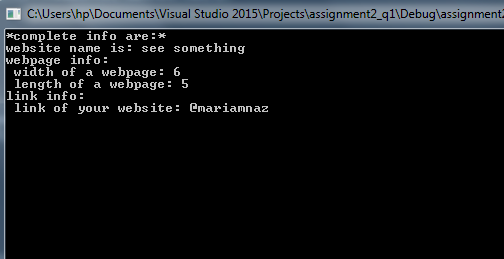 C:\Users\hp\Documents\Visual Studio 2015\Projects\assignment2_q1\Debug\assignment2
*complete info are:*
website name is: see something
webpage info:
 width of a webpage: 6
 length of a webpage: 5
link info:
 link of your website: @mariamnaz